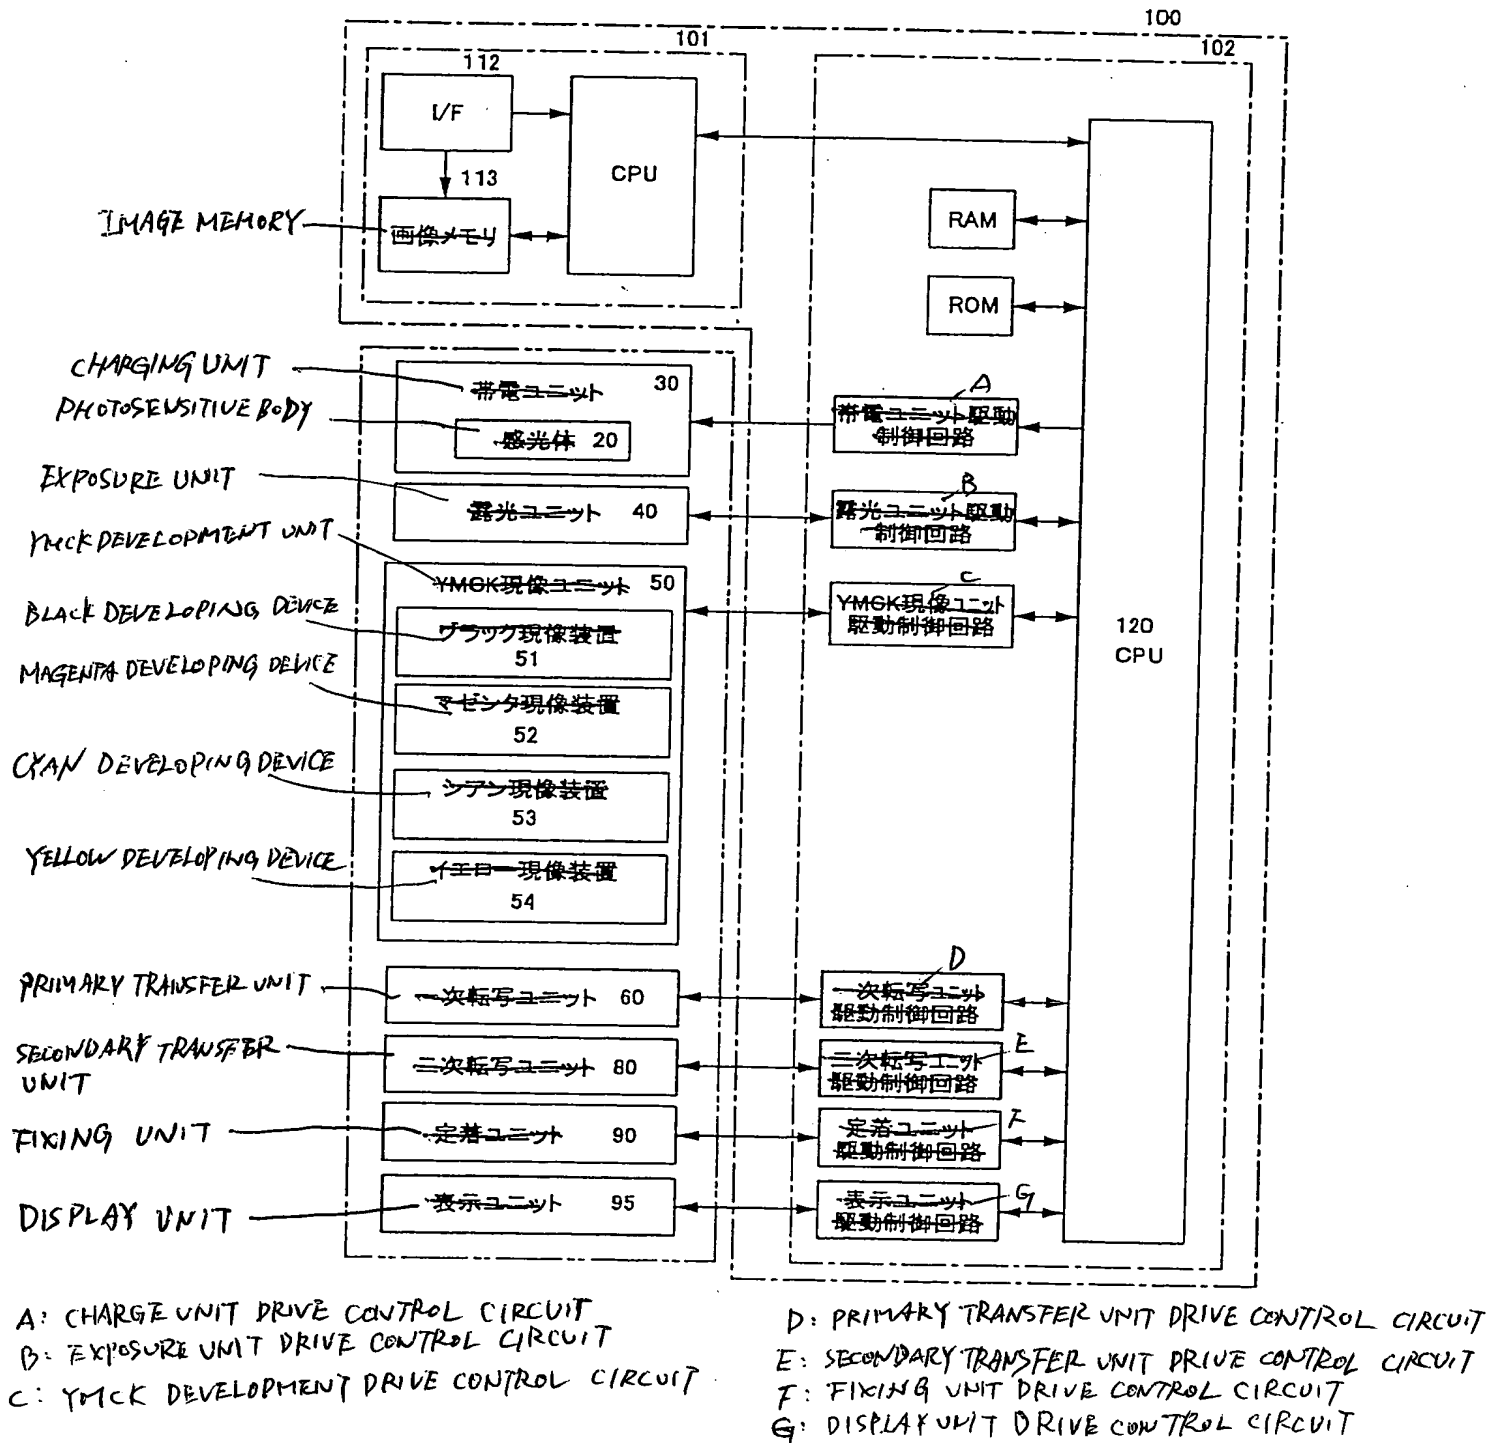 100
101
102
112
I/F
CPU
113
IMAGE MEMORY
画像メモリ
RAM
ROM
120
CPU
CHARGING UNIT
帯電ユニット 30
PHOTOSENSITIVE BODY
感光体 20
A
帯電ユニット駆動
制御回路
EXPOSURE UNIT
露光ユニット 40
B
露光ユニット駆動
制御回路
YMCK DEVELOPMENT UNIT
YMCK現像ユニット 50
C
YMCK現像ユニット
駆動制御回路
BLACK DEVELOPING DEVICE
ブラック現像装置
51
MAGENTA DEVELOPING DEVICE
マゼンタ現像装置
52
CYAN DEVELOPING DEVICE
シアン現像装置
53
YELLOW DEVELOPING DEVICE
イエロー現像装置
54
PRIMARY TRANSFER UNIT
一次転写ユニット 60
D
一次転写ユニット
駆動制御回路
SECONDARY TRANSFER
UNIT
二次転写ユニット 80
E
二次転写ユニット
駆動制御回路
FIXING UNIT
定着ユニット 90
F
定着ユニット
駆動制御回路
DISPLAY UNIT
表示ユニット 95
G
表示ユニット
駆動制御回路
A: CHARGE UNIT DRIVE CONTROL CIRCUIT
B: EXPOSURE UNIT DRIVE CONTROL CIRCUIT
C: YMCK DEVELOPMENT DRIVE CONTROL CIRCUIT
D: PRIMARY TRANSFER UNIT DRIVE CONTROL CIRCUIT
E: SECONDARY TRANSFER UNIT DRIVE CONTROL CIRCUIT
F: FIXING UNIT DRIVE CONTROL CIRCUIT
G: DISPLAY UNIT DRIVE CONTROL CIRCUIT